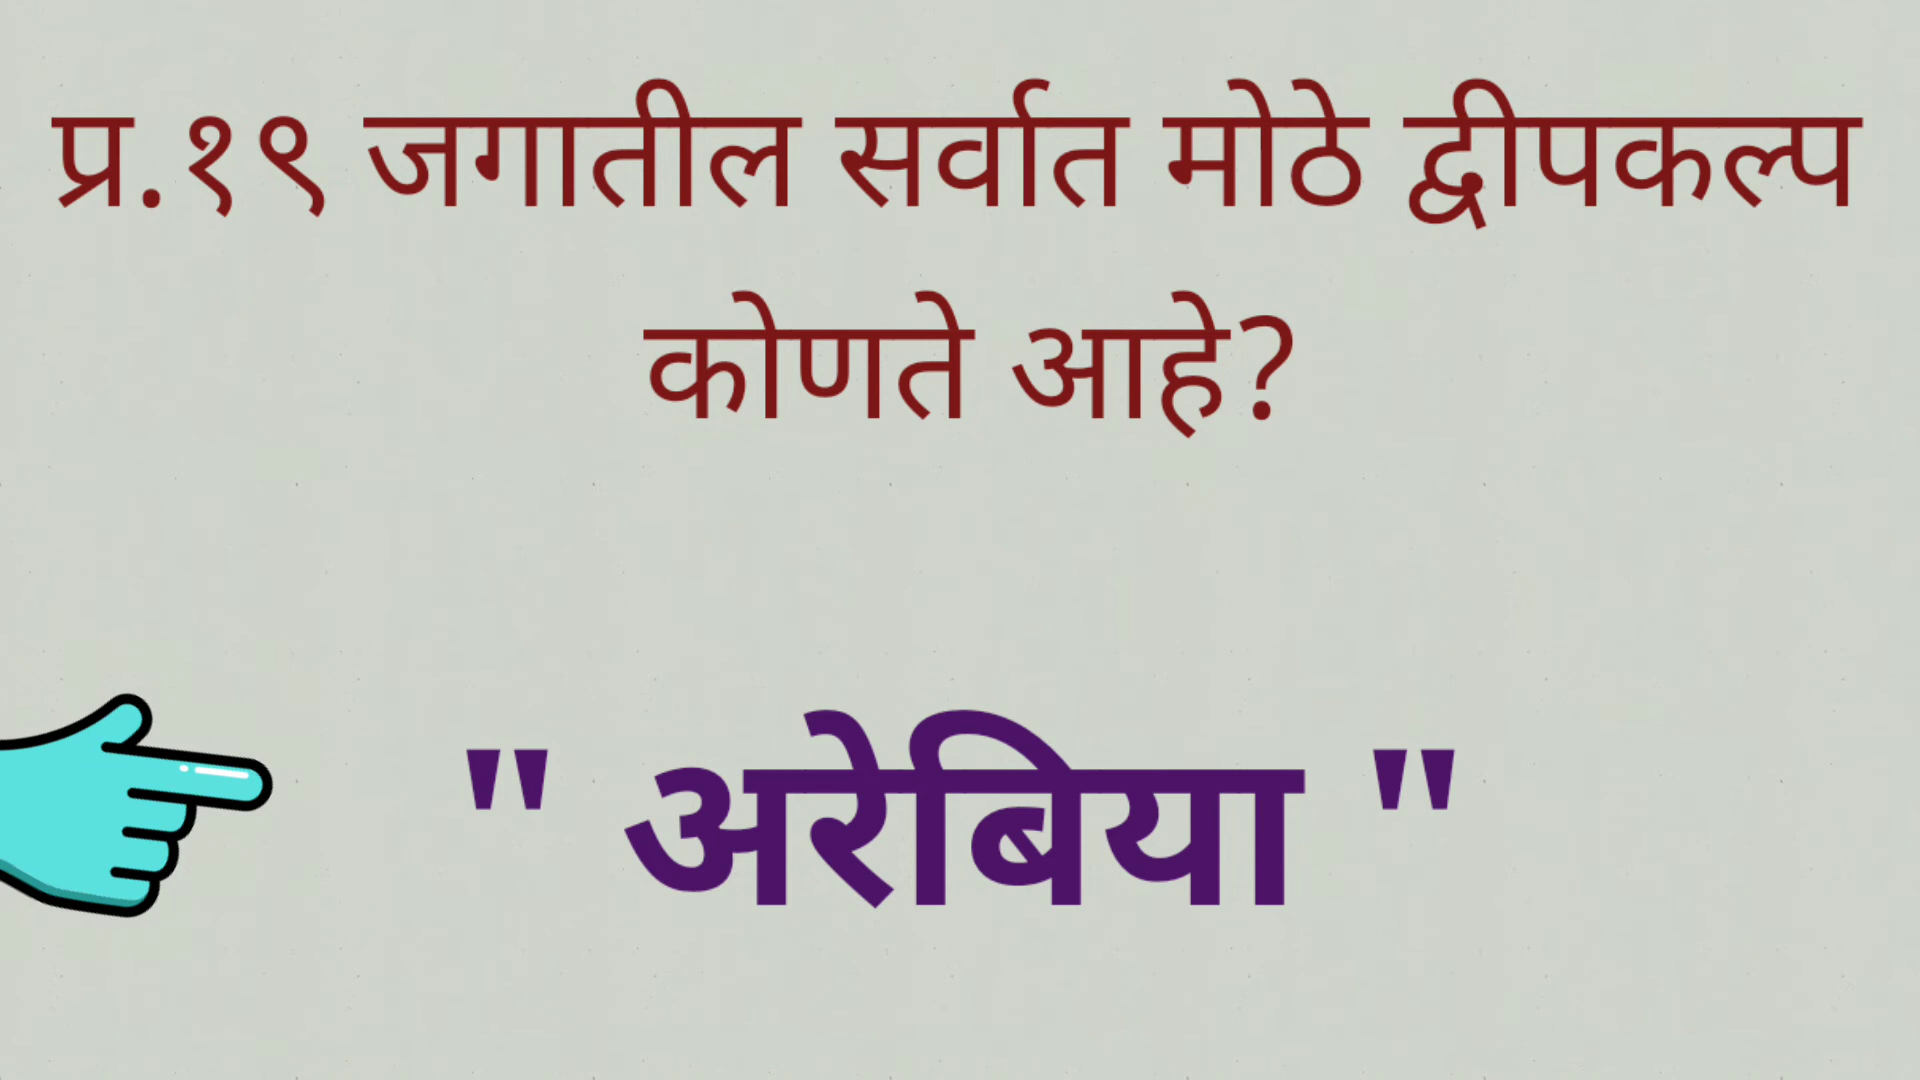 प्र.१९ जगातील सर्वात मोठे द्वीपकल्प
कोणते आहे?
" अरेबिया "